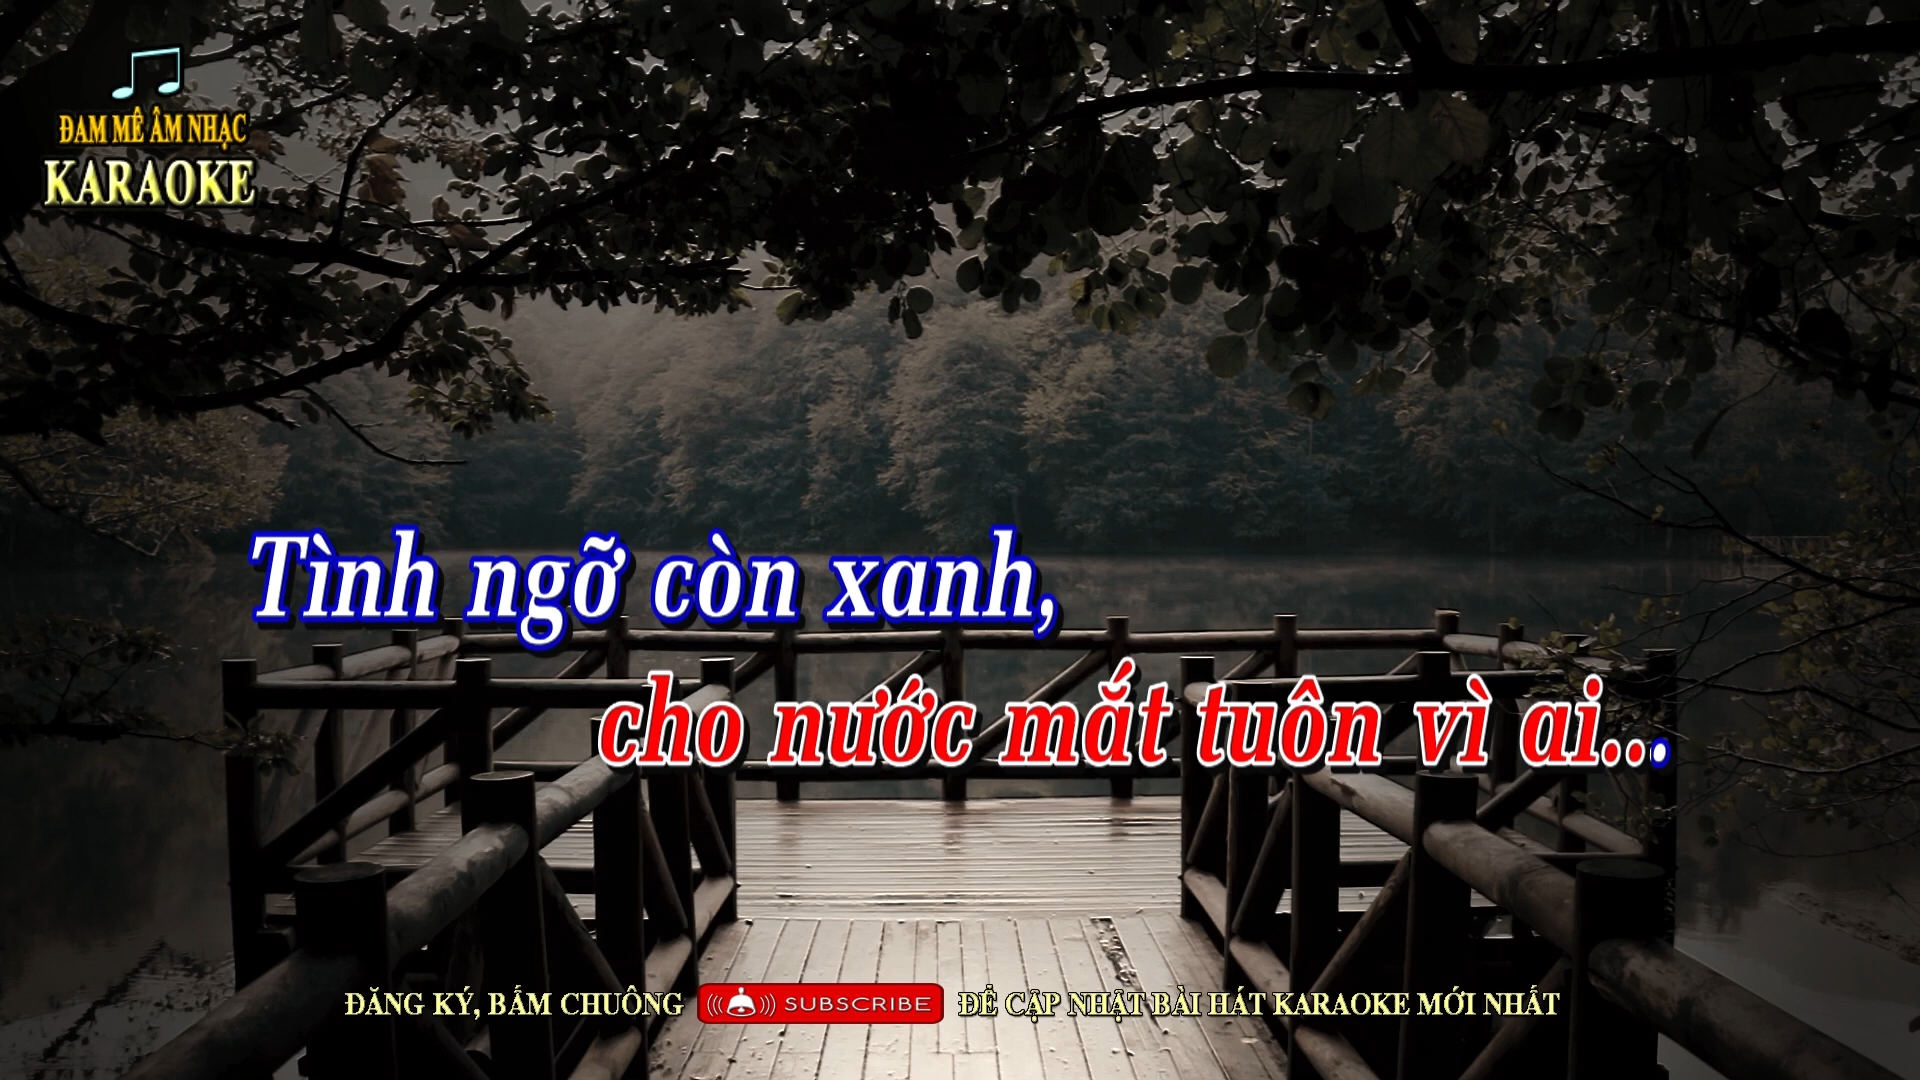 ĐAM MÊ ÂM NHẠC
KARAOKE
Tình ngỡ còn xanh,
cho nước mắt tuôn vì ai...
ĐĂNG KÝ, BẤM CHUÔNG SUBSCRIBE ĐỂ CẬP NHẬT BÀI HÁT KARAOKE MỚI NHẤT